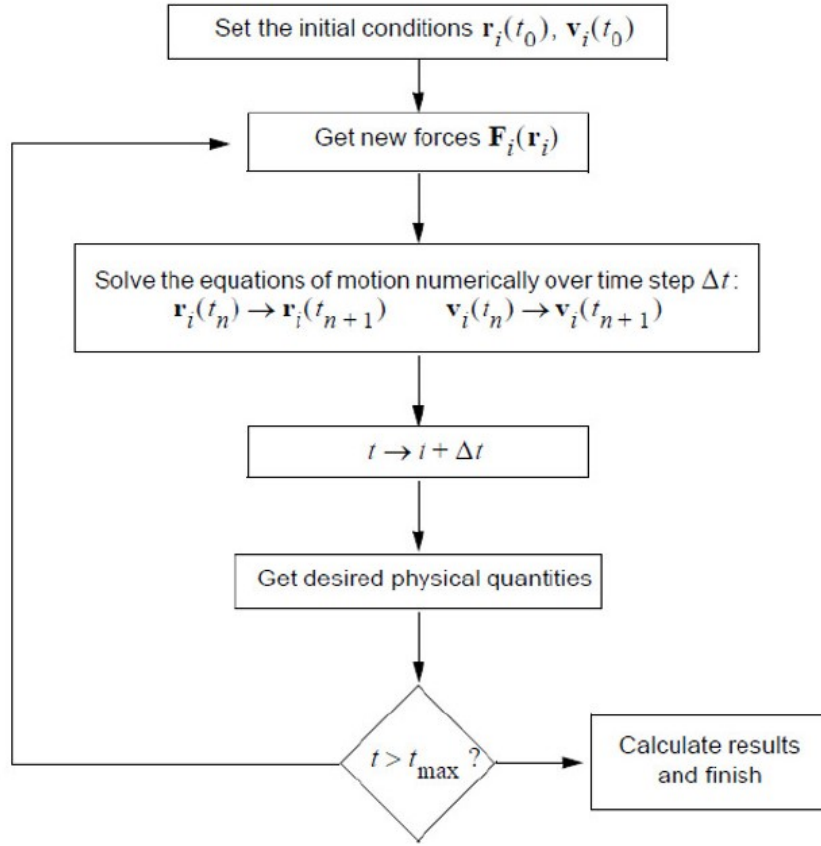 Set the initial conditions r_i(t_0), v_i(t_0)
Get new forces F_i(r_i)
Solve the equations of motion numerically over time step Δt:
r_i(t_n) → r_i(t_{n+1}) v_i(t_n) → v_i(t_{n+1})
t → t + Δt
Get desired physical quantities
t > t_max ?
Calculate results
and finish